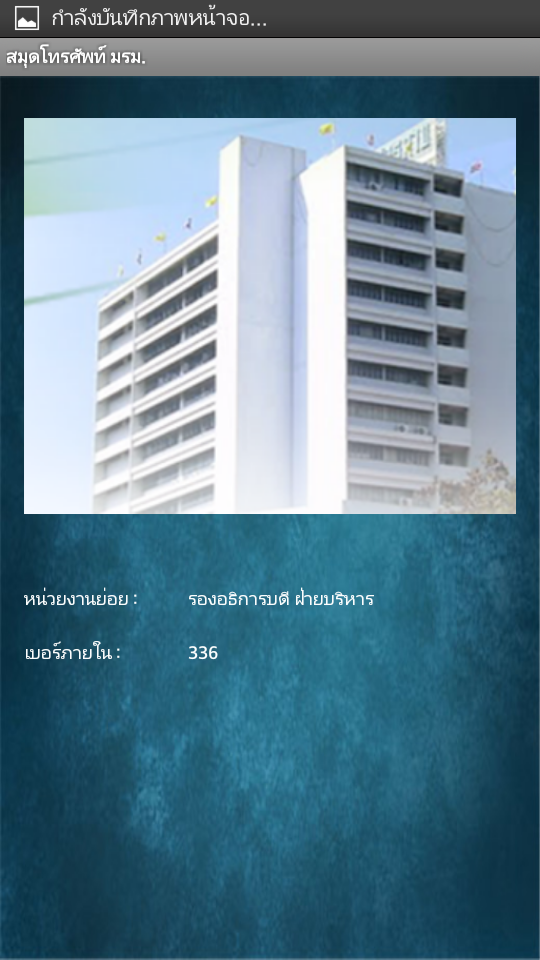 กำลังบันทึกภาพหน้าจอ...
สมุดโทรศัพท์ มรม.
หน่วยงานย่อย : รองอธิการบดี ฝ่ายบริหาร
เบอร์ภายใน : 336